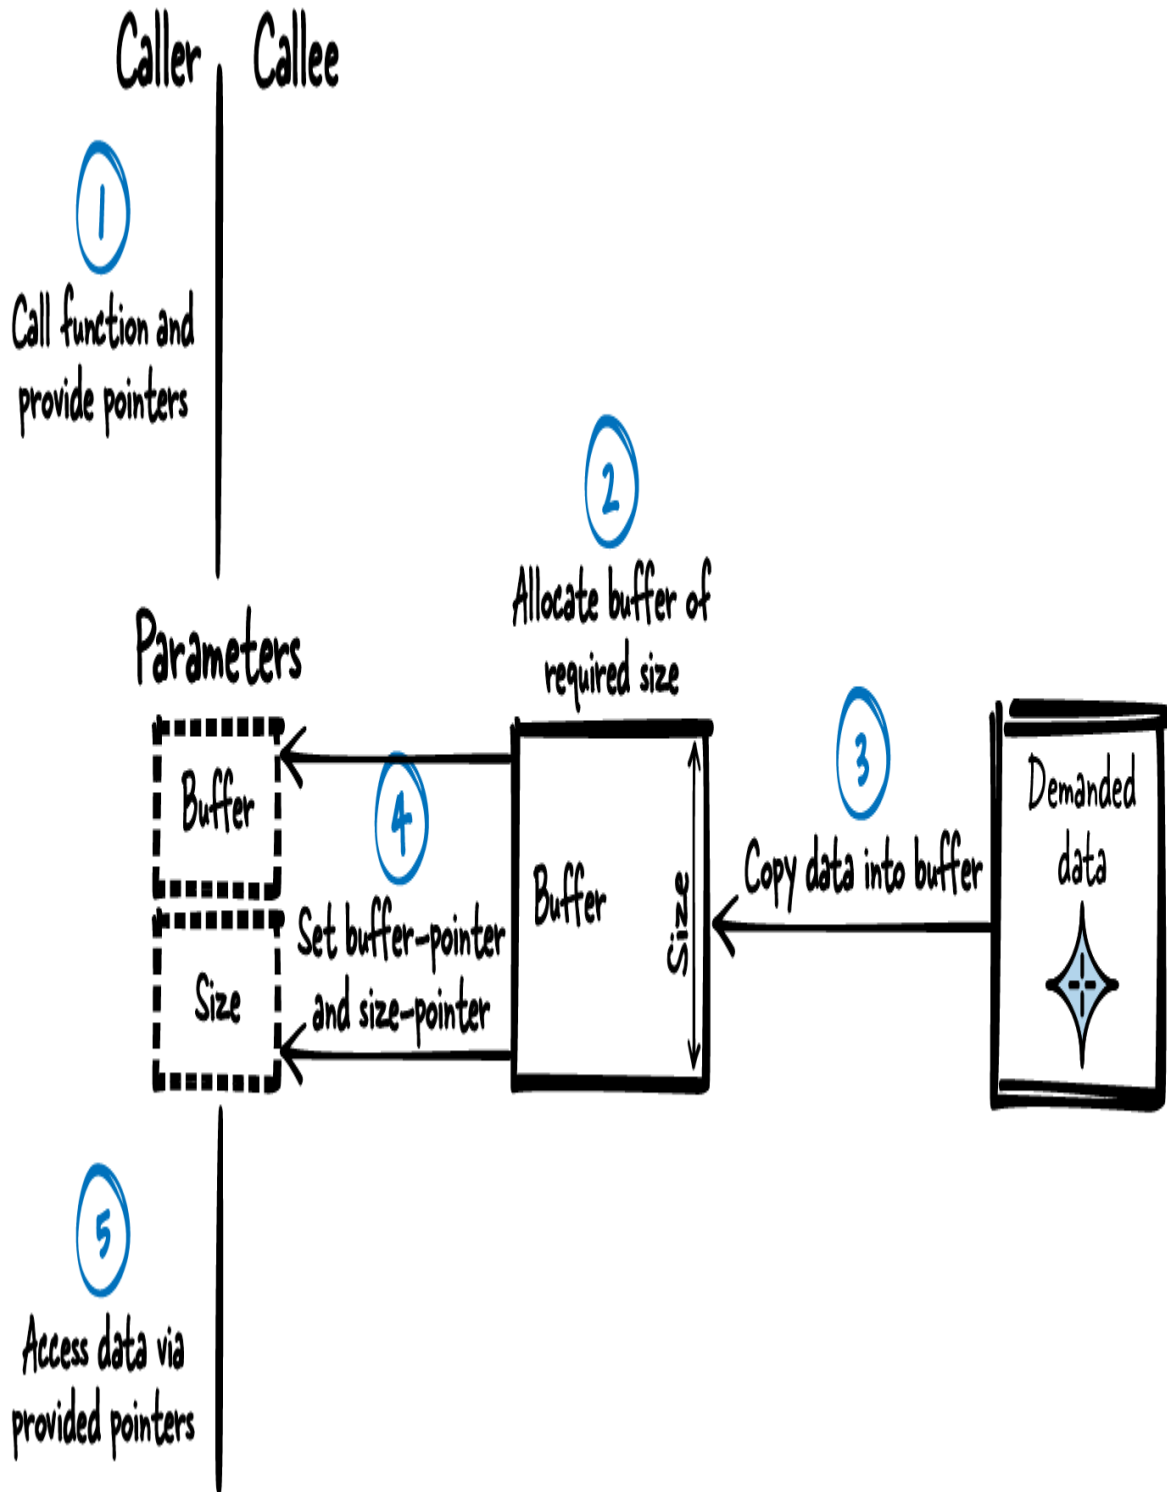 Caller
Callee
1
Call function and
provide pointers
2
Allocate buffer of
required size
Parameters
Buffer
Size
4
Set buffer-pointer
and size-pointer
Buffer
Size
3
Copy data into buffer
Demanded
data
5
Access data via
provided pointers